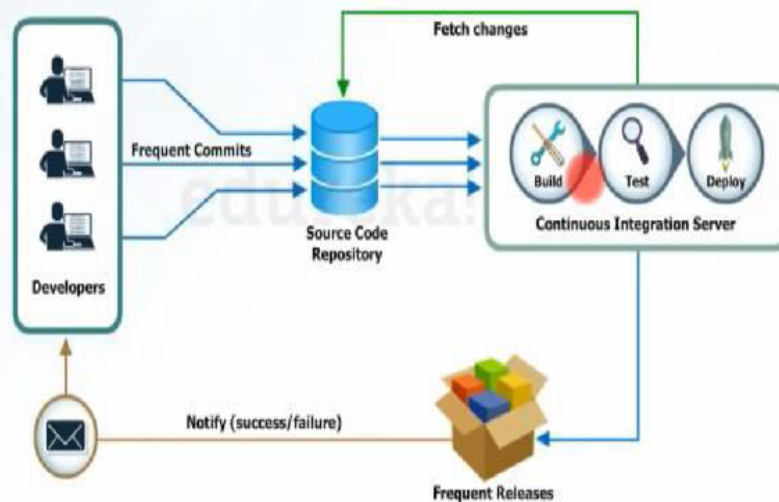 Fetch changes
Frequent Commits
Build
Test
Deploy
Source Code
Repository
Continuous Integration Server
Developers
Notify (success/failure)
Frequent Releases